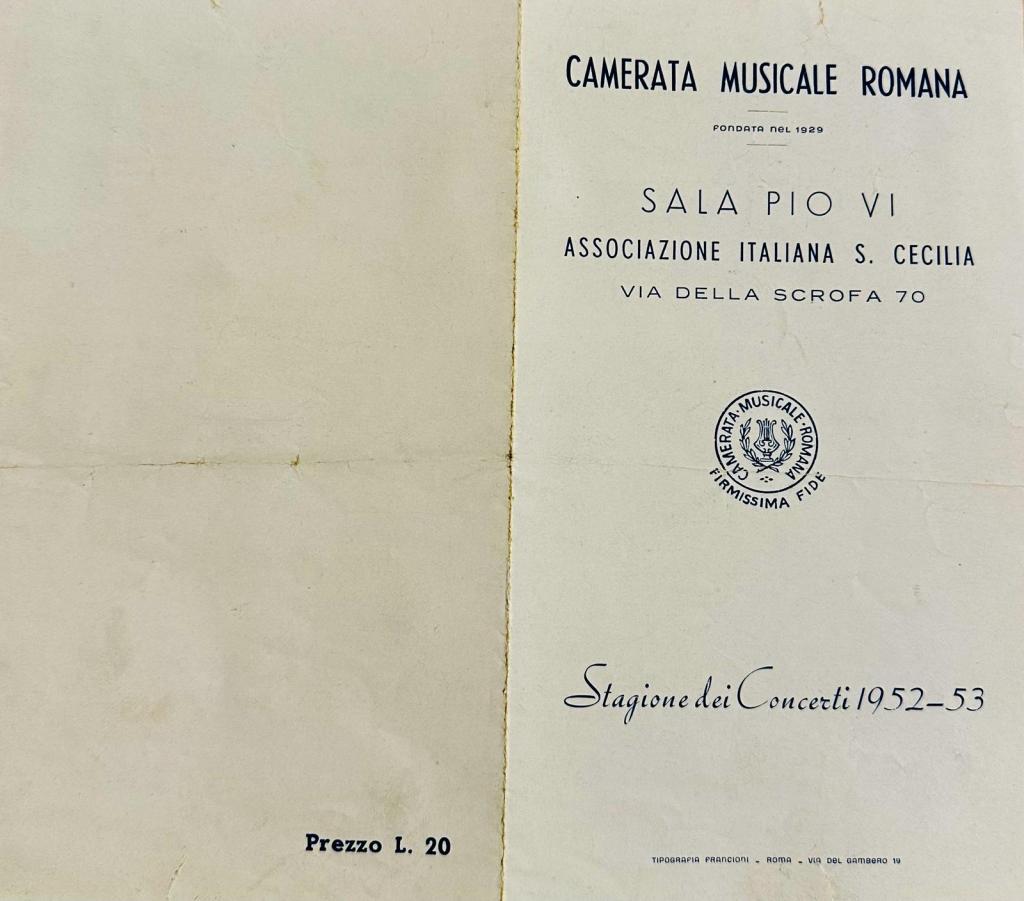 CAMERATA MUSICALE ROMANA
FONDATA NEL 1929
SALA PIO VI
ASSOCIAZIONE ITALIANA S. CECILIA
VIA DELLA SCROFA 70
CAMERATA·MUSICALE·ROMANA
FIRMISSIMA FIDE
Stagione dei Concerti 1952-53
Prezzo L. 20
TIPOGRAFIA FRANCIONI - ROMA - VIA DEL GAMBERO 19